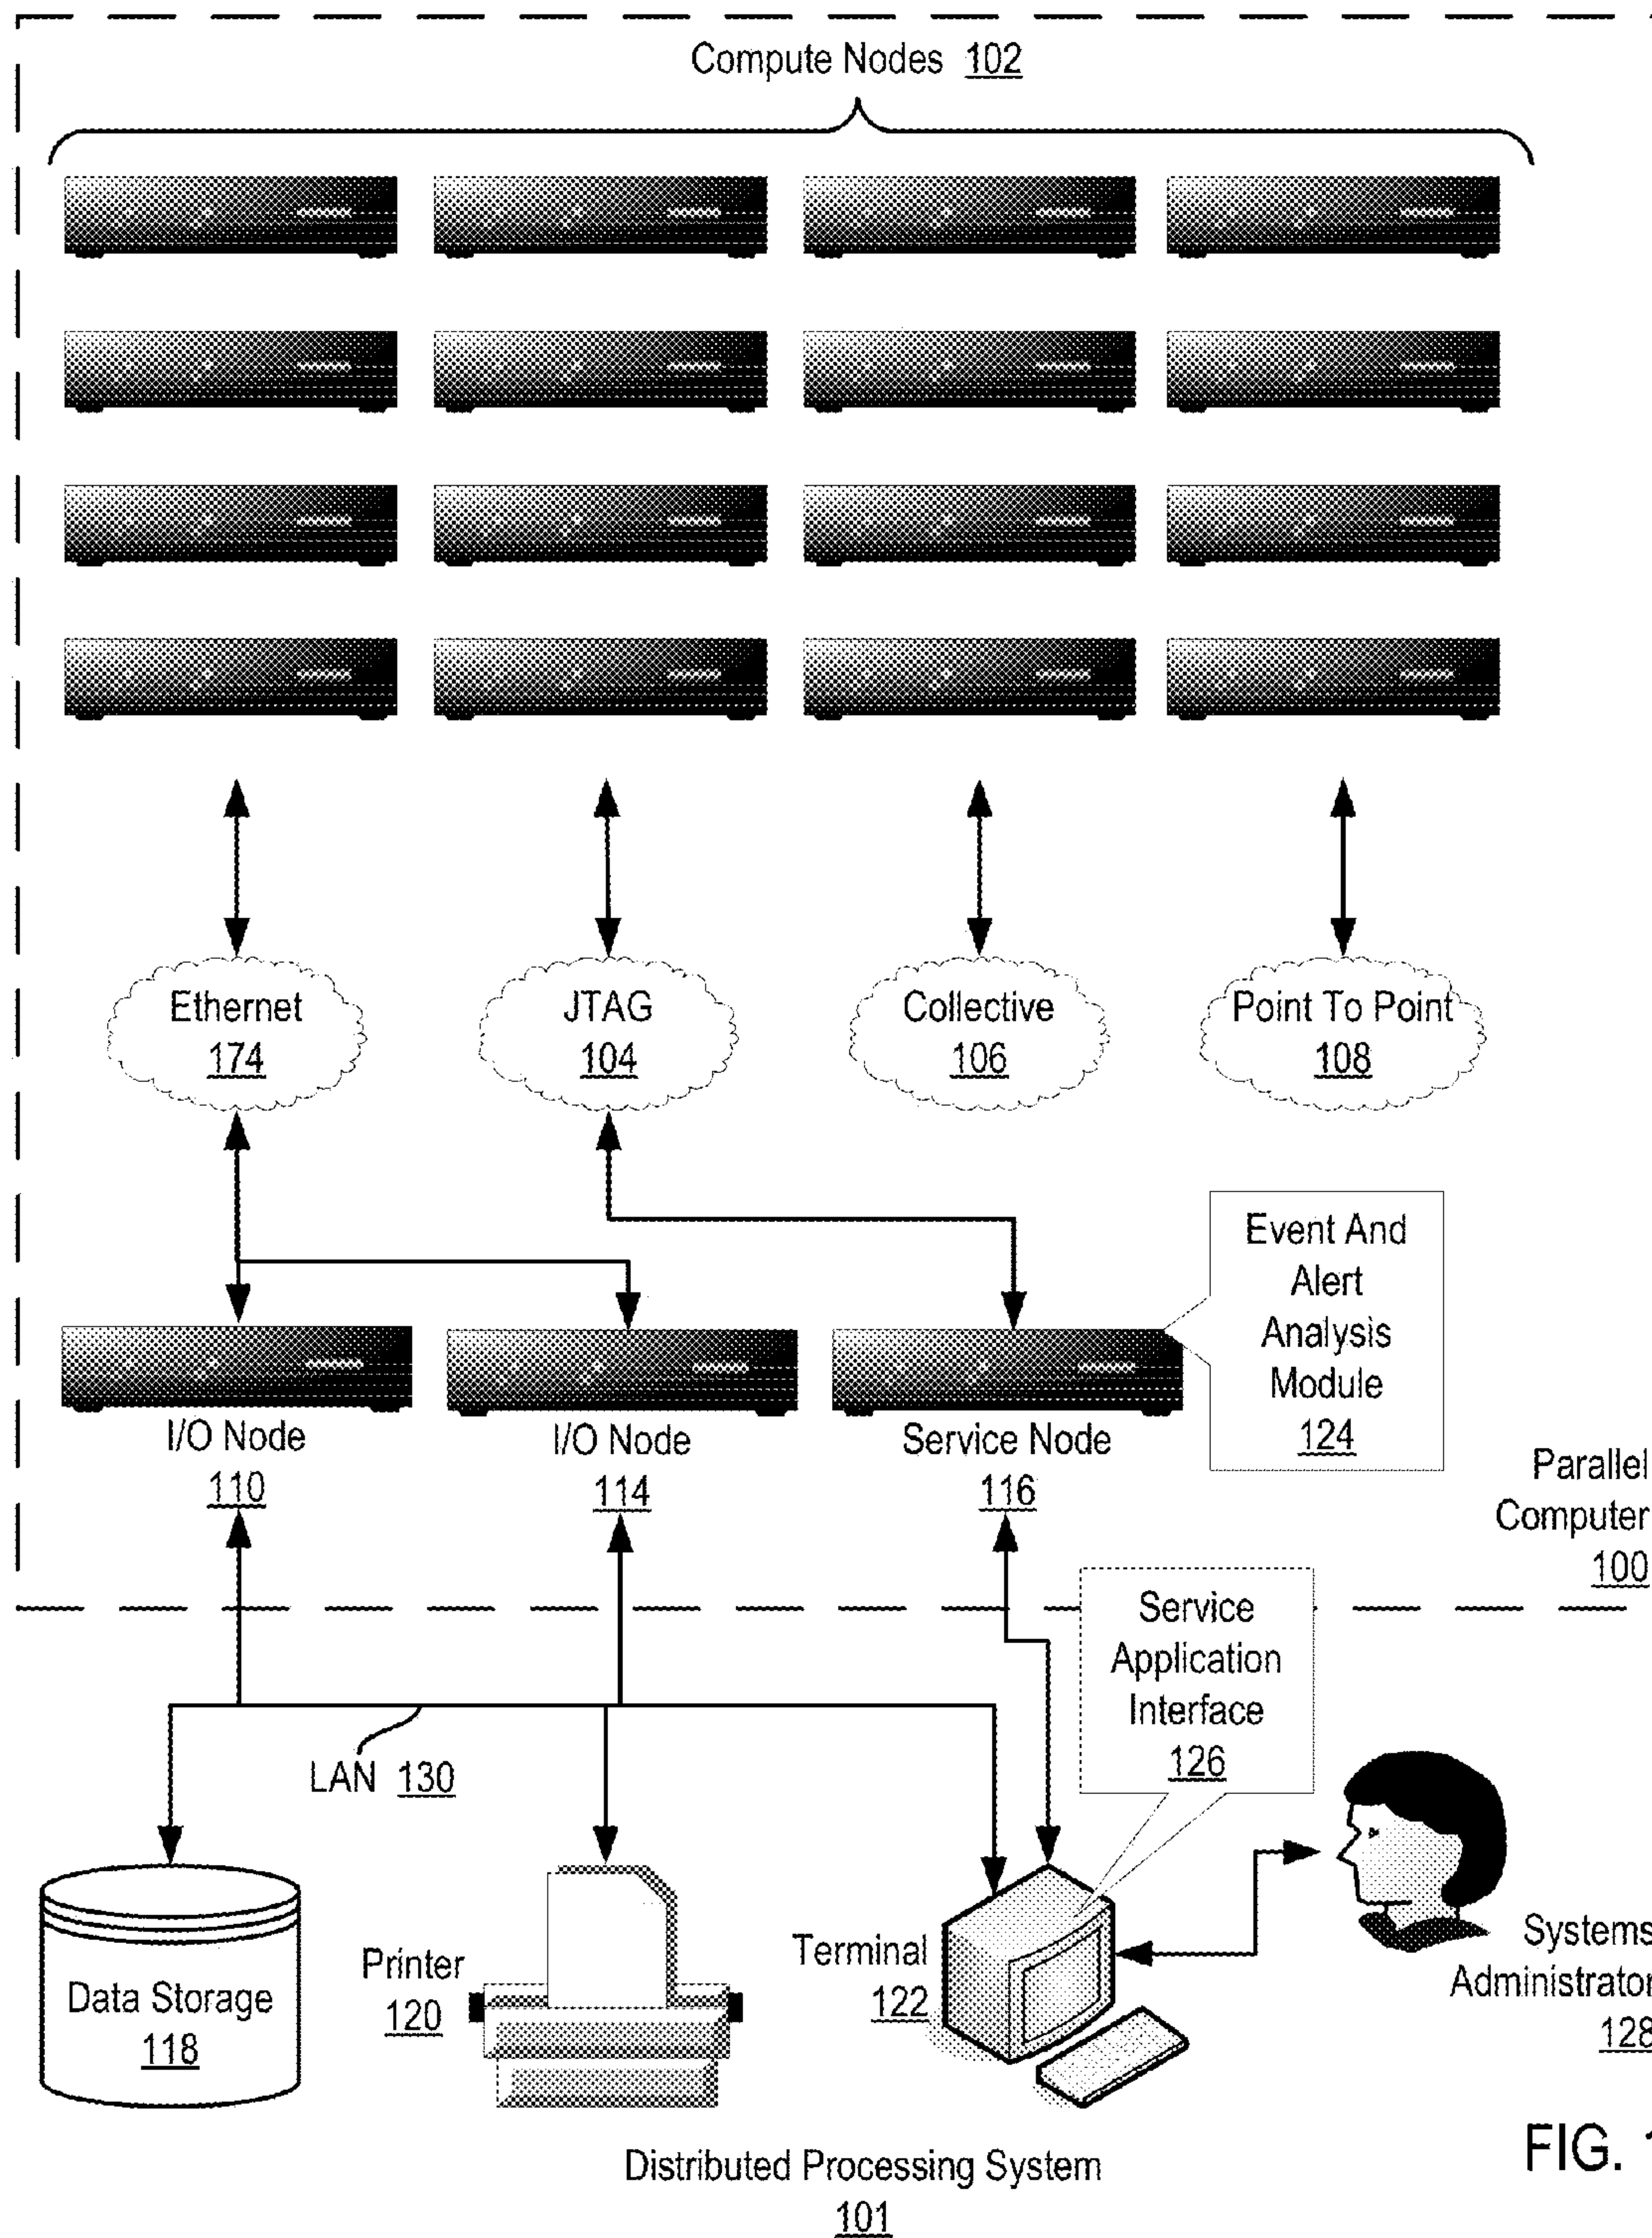 Compute Nodes 102
Ethernet
174
JTAG
104
Collective
106
Point To Point
108
Event And
Alert
Analysis
Module
124
I/O Node
110
I/O Node
114
Service Node
116
Parallel
Computer
100
Service
Application
Interface
126
LAN 130
Data Storage
118
Printer
120
Terminal
122
Systems
Administrator
128
Distributed Processing System
101
FIG. 1